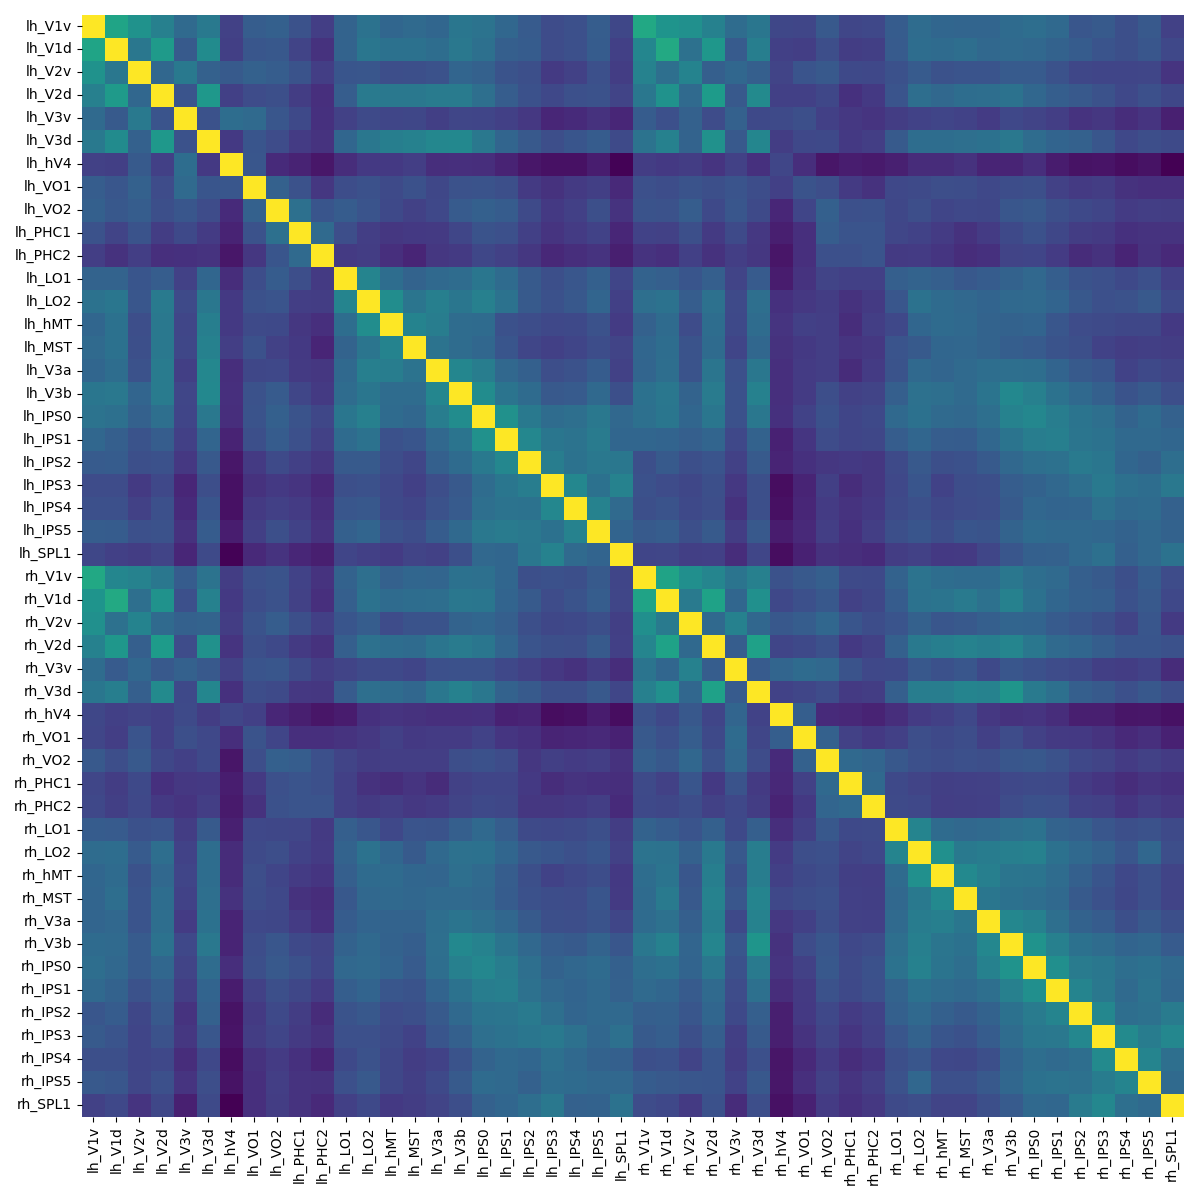 lh_V1v
lh_V1d
lh_V2v
lh_V2d
lh_V3v
lh_V3d
lh_hV4
lh_VO1
lh_VO2
lh_PHC1
lh_PHC2
lh_LO1
lh_LO2
lh_hMT
lh_MST
lh_V3a
lh_V3b
lh_IPS0
lh_IPS1
lh_IPS2
lh_IPS3
lh_IPS4
lh_IPS5
lh_SPL1
rh_V1v
rh_V1d
rh_V2v
rh_V2d
rh_V3v
rh_V3d
rh_hV4
rh_VO1
rh_VO2
rh_PHC1
rh_PHC2
rh_LO1
rh_LO2
rh_hMT
rh_MST
rh_V3a
rh_V3b
rh_IPS0
rh_IPS1
rh_IPS2
rh_IPS3
rh_IPS4
rh_IPS5
rh_SPL1
lh_V1v
lh_V1d
lh_V2v
lh_V2d
lh_V3v
lh_V3d
lh_hV4
lh_VO1
lh_VO2
lh_PHC1
lh_PHC2
lh_LO1
lh_LO2
lh_hMT
lh_MST
lh_V3a
lh_V3b
lh_IPS0
lh_IPS1
lh_IPS2
lh_IPS3
lh_IPS4
lh_IPS5
lh_SPL1
rh_V1v
rh_V1d
rh_V2v
rh_V2d
rh_V3v
rh_V3d
rh_hV4
rh_VO1
rh_VO2
rh_PHC1
rh_PHC2
rh_LO1
rh_LO2
rh_hMT
rh_MST
rh_V3a
rh_V3b
rh_IPS0
rh_IPS1
rh_IPS2
rh_IPS3
rh_IPS4
rh_IPS5
rh_SPL1